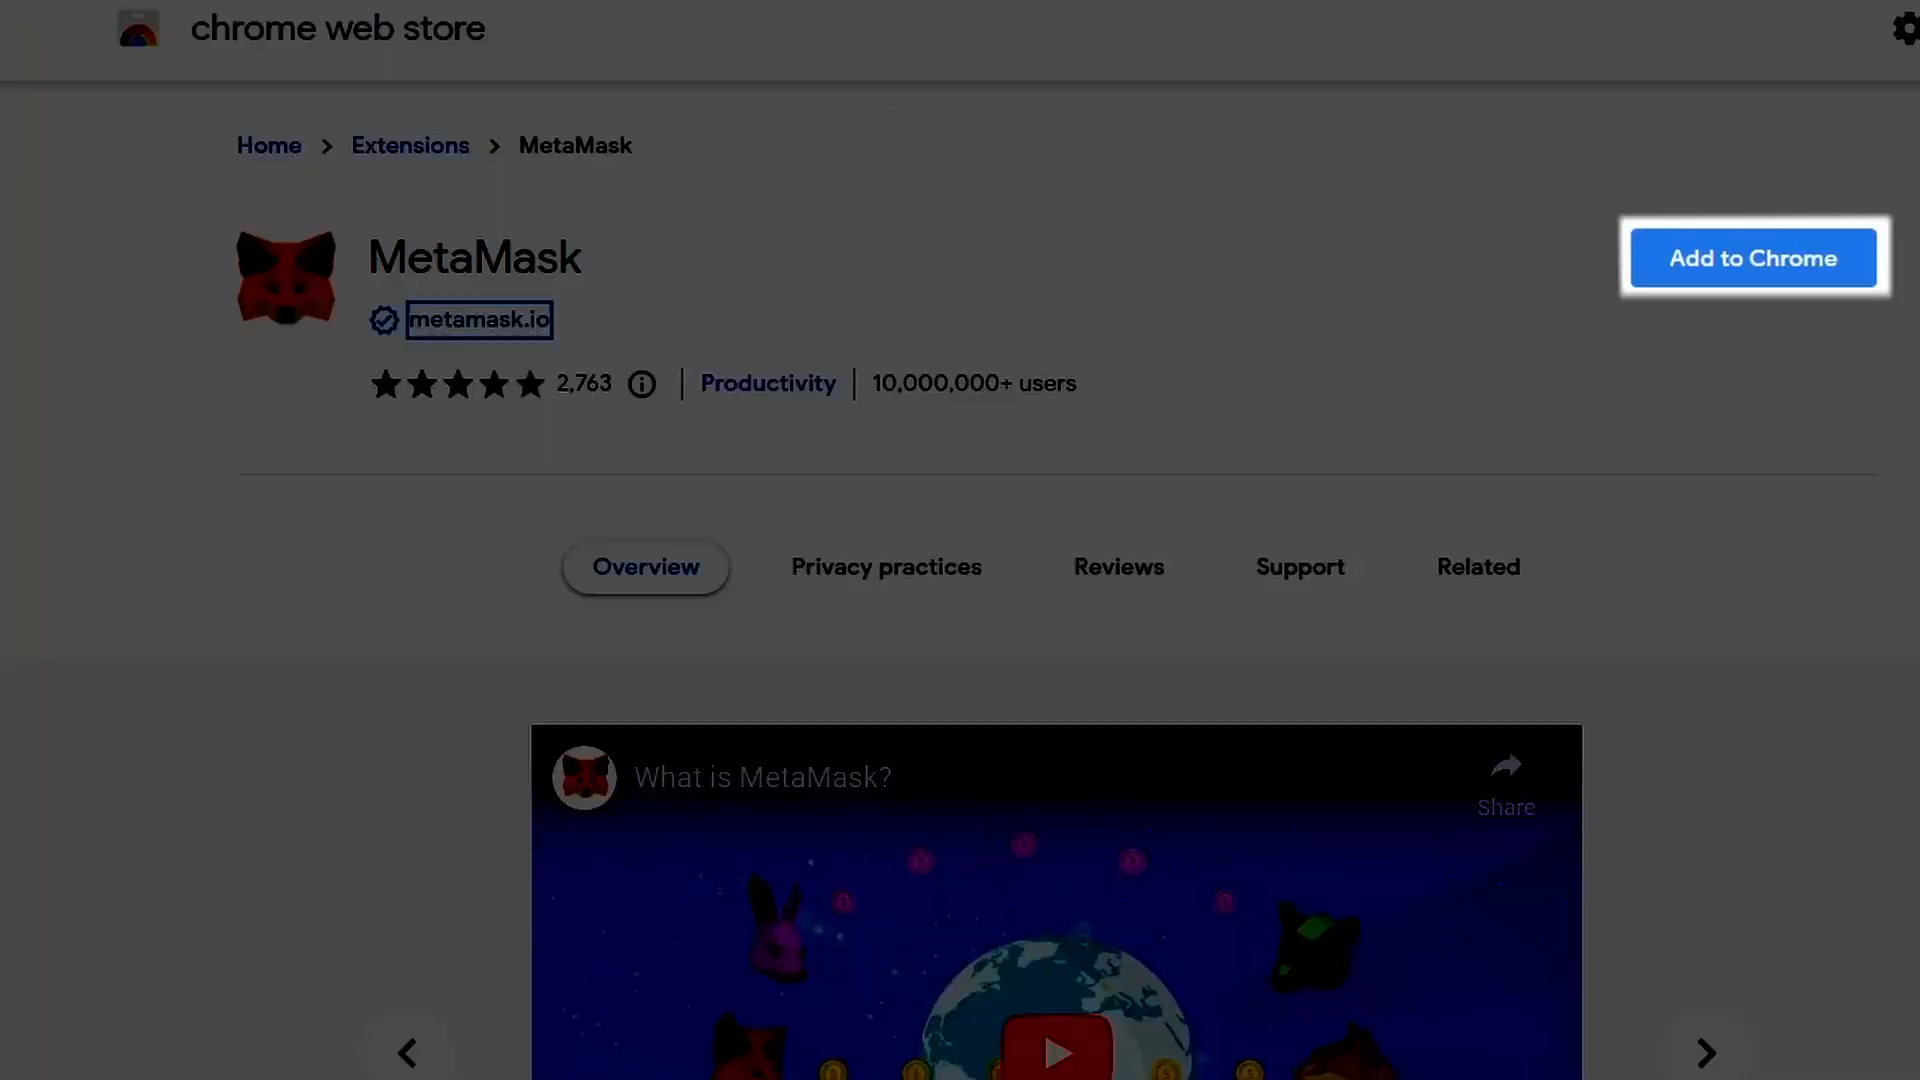 chrome web store
Home > Extensions > MetaMask
MetaMask
Add to Chrome
metamask.io
2,763 | Productivity | 10,000,000+ users
Overview Privacy practices Reviews Support Related
What is MetaMask?
Share